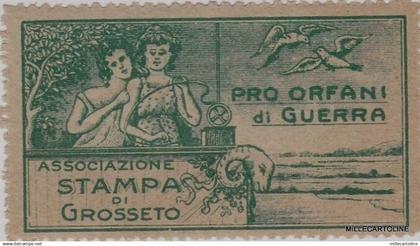 PRO ORFANI
di GUERRA
ASSOCIAZIONE
STAMPA
DI
GROSSETO
MILLECARTOLINE